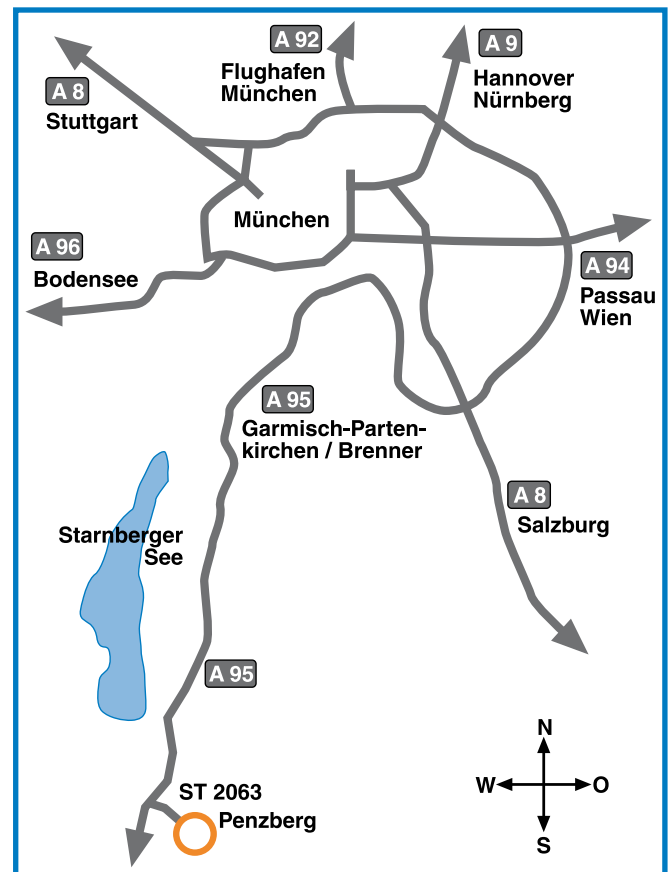 A 92
Flughafen
München
A 9
Hannover
Nürnberg
A 8
Stuttgart
München
A 96
Bodensee
A 94
Passau
Wien
A 95
Garmisch-Parten-
kirchen / Brenner
A 8
Salzburg
Starnberger
See
A 95
N
W O
S
ST 2063
Penzberg